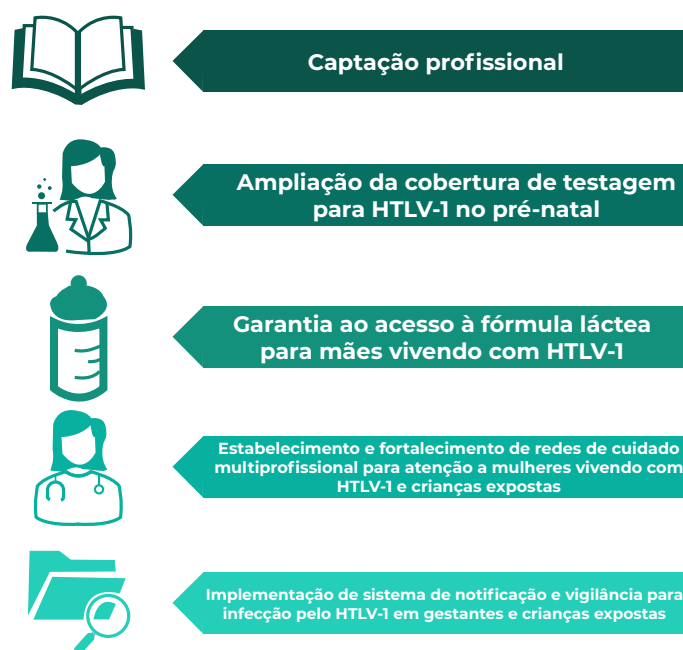 Captação profissional
Ampliação da cobertura de testagem
para HTLV-1 no pré-natal
Garantia ao acesso à fórmula láctea
para mães vivendo com HTLV-1
Estabelecimento e fortalecimento de redes de cuidado
multiprofissional para atenção a mulheres vivendo com
HTLV-1 e crianças expostas
Implementação de sistema de notificação e vigilância para
infecção pelo HTLV-1 em gestantes e crianças expostas